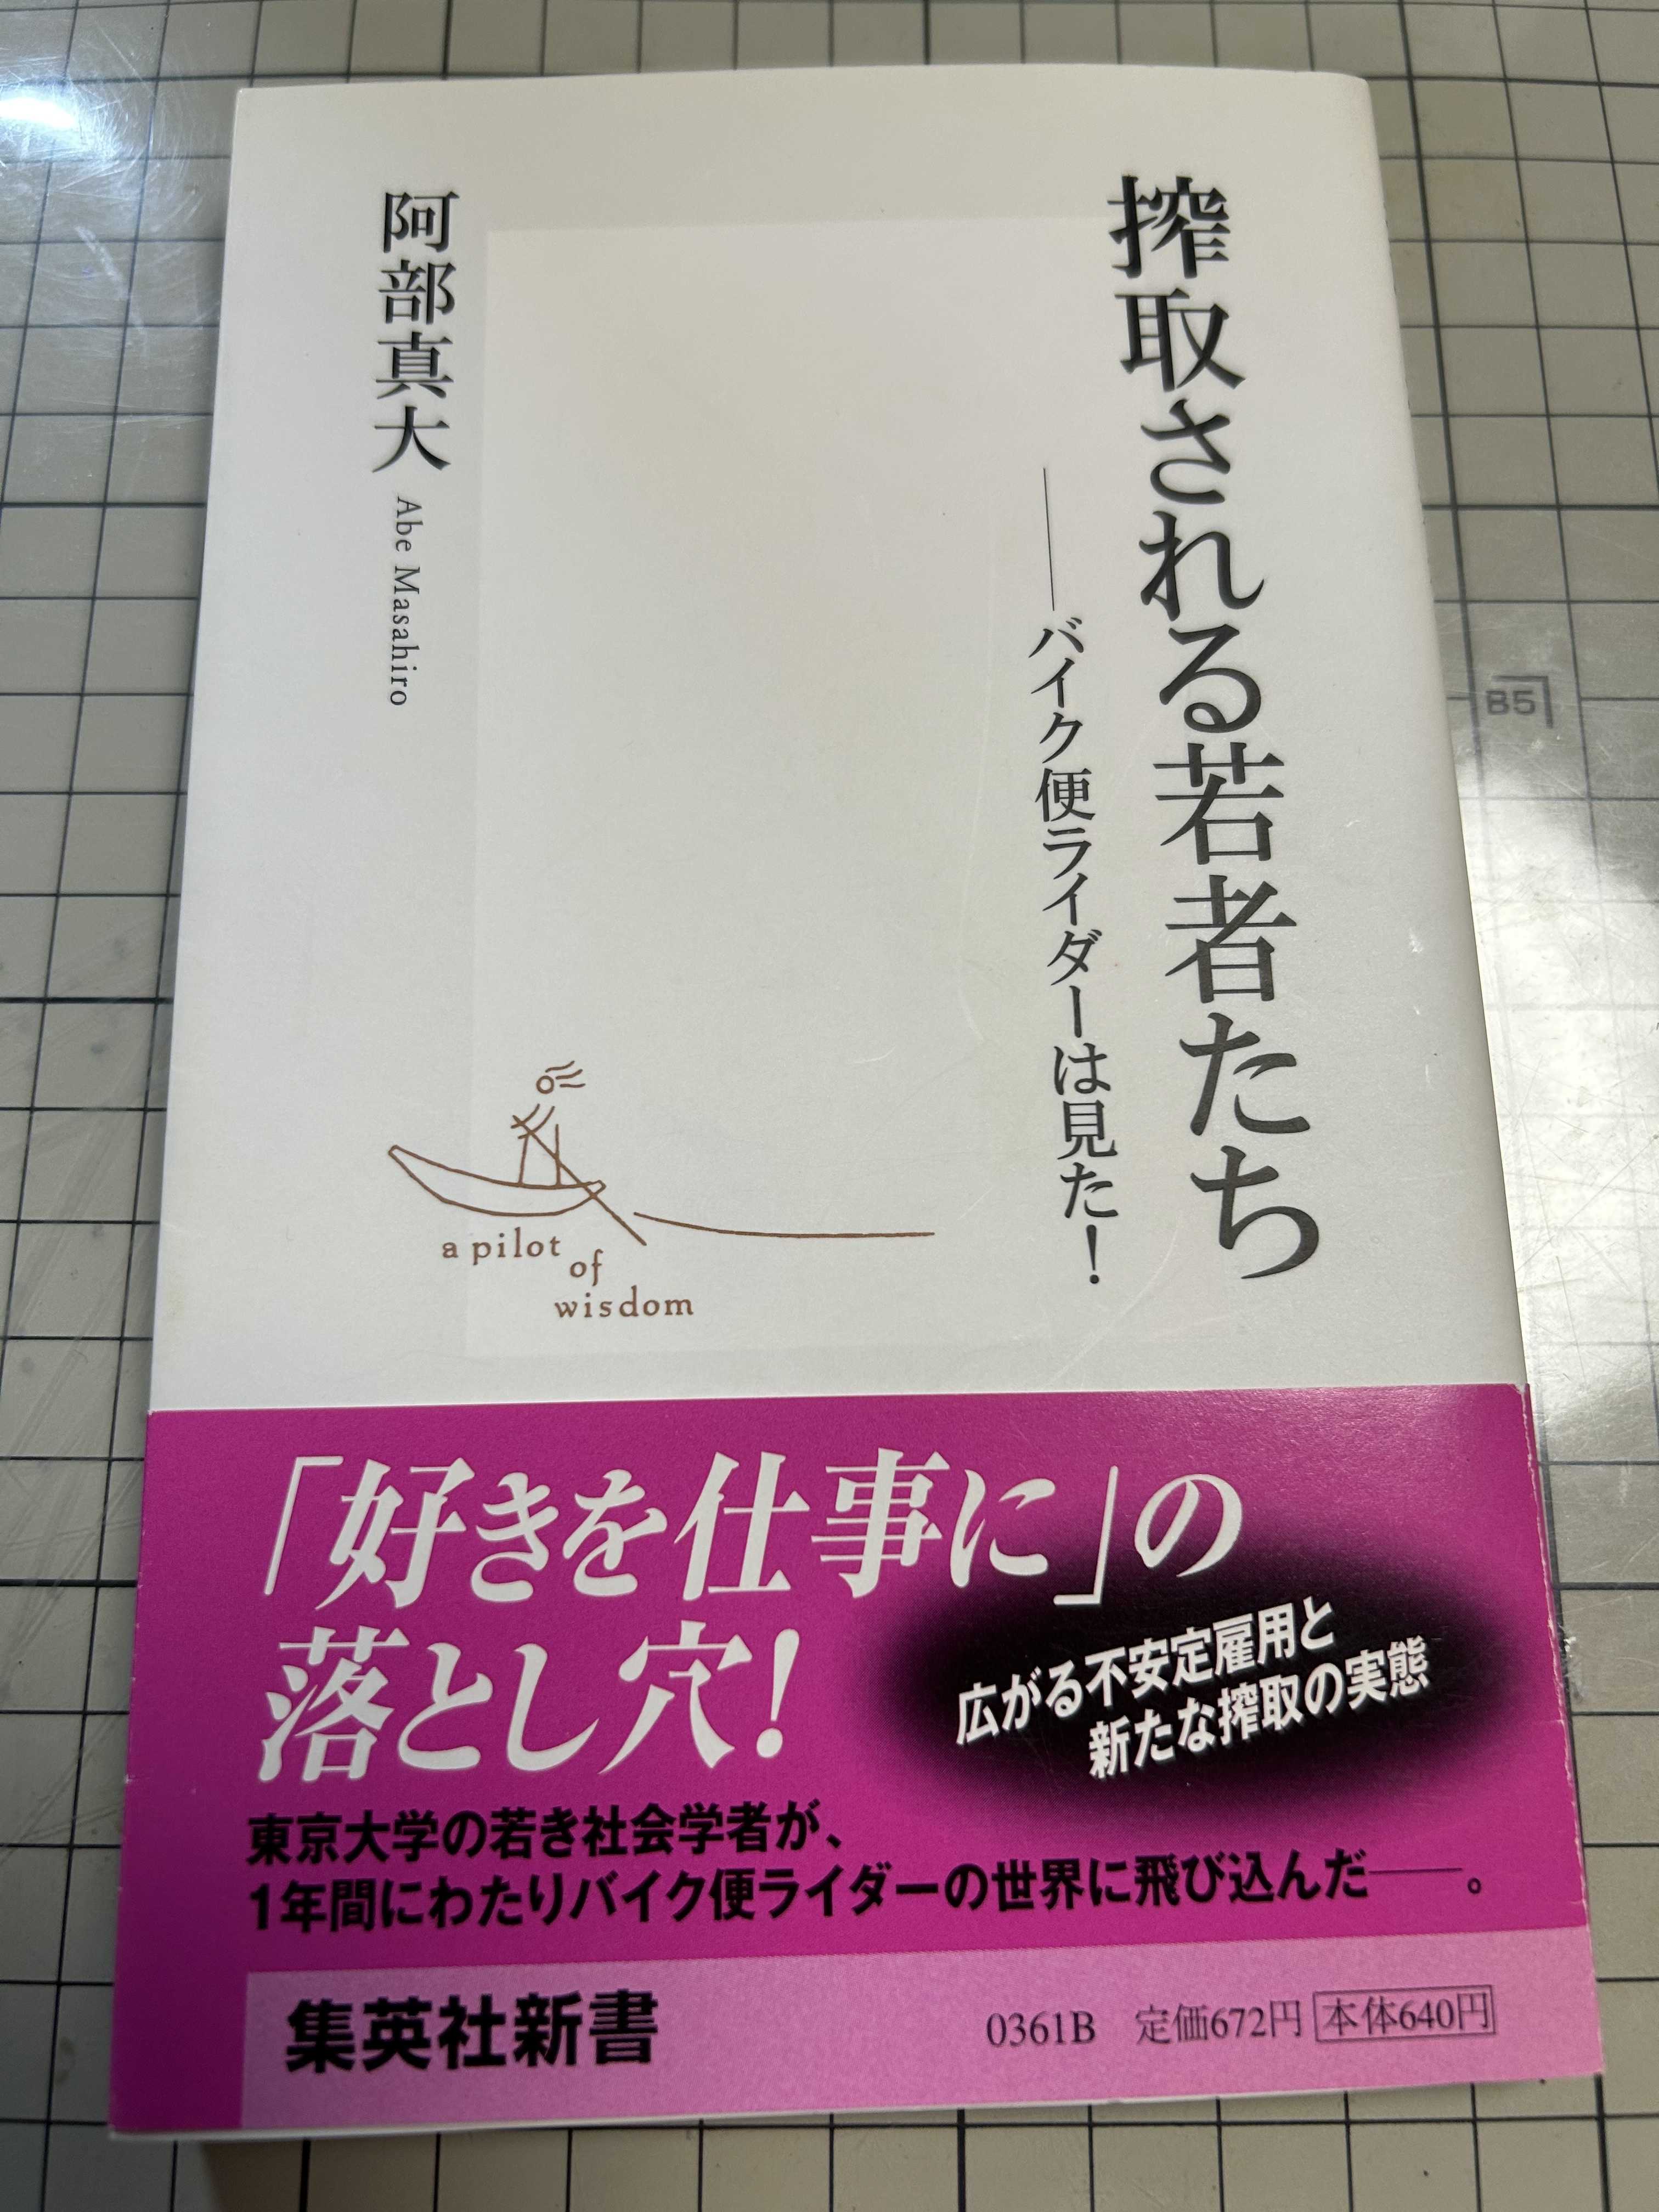 搾取される若者たち
――バイク便ライダーは見た！
阿部真大 Abe Masahiro
a pilot
of
wisdom
B5
「好きを仕事に」の
落とし穴！
広がる不安定雇用と
新たな搾取の実態
東京大学の若き社会学者が、
1年間にわたりバイク便ライダーの世界に飛び込んだ――。
集英社新書
0361B 定価672円 本体640円